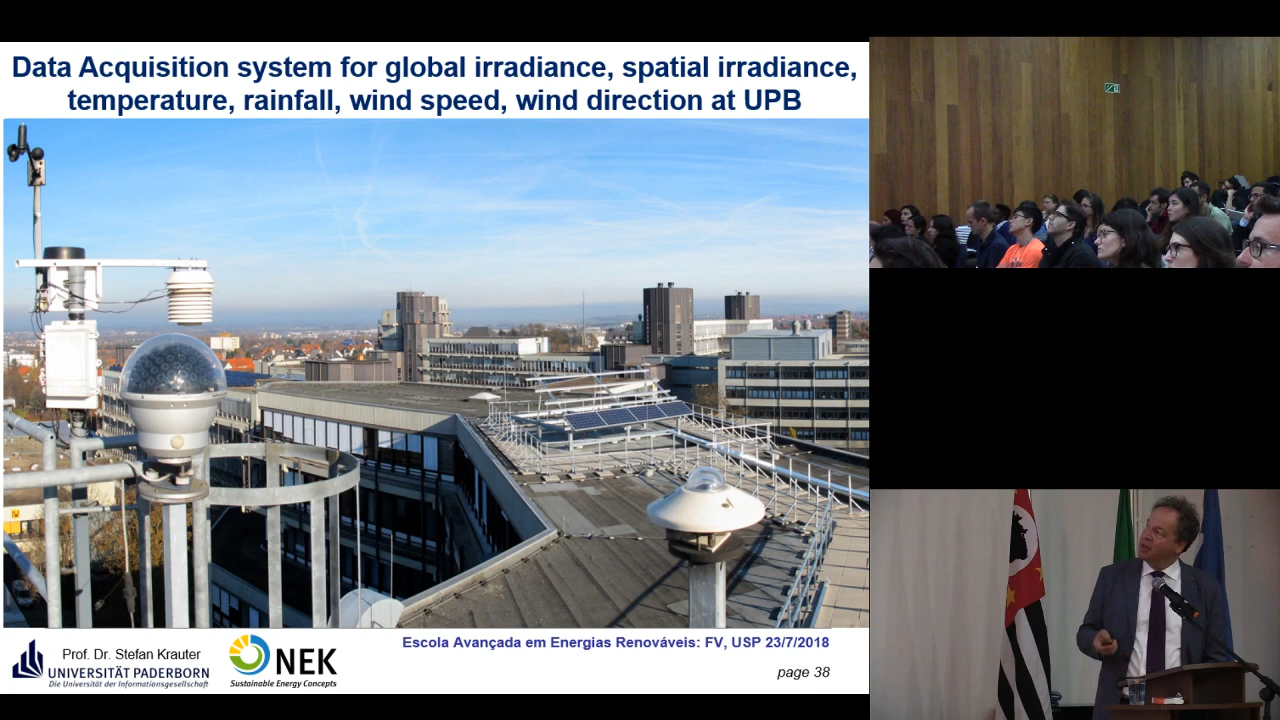 Data Acquisition system for global irradiance, spatial irradiance,
temperature, rainfall, wind speed, wind direction at UPB
Escola Avançada em Energias Renováveis: FV, USP 23/7/2018
Prof. Dr. Stefan Krauter
UNIVERSITÄT PADERBORN
Die Universität der Informationsgesellschaft
NEK
Sustainable Energy Concepts
page 38